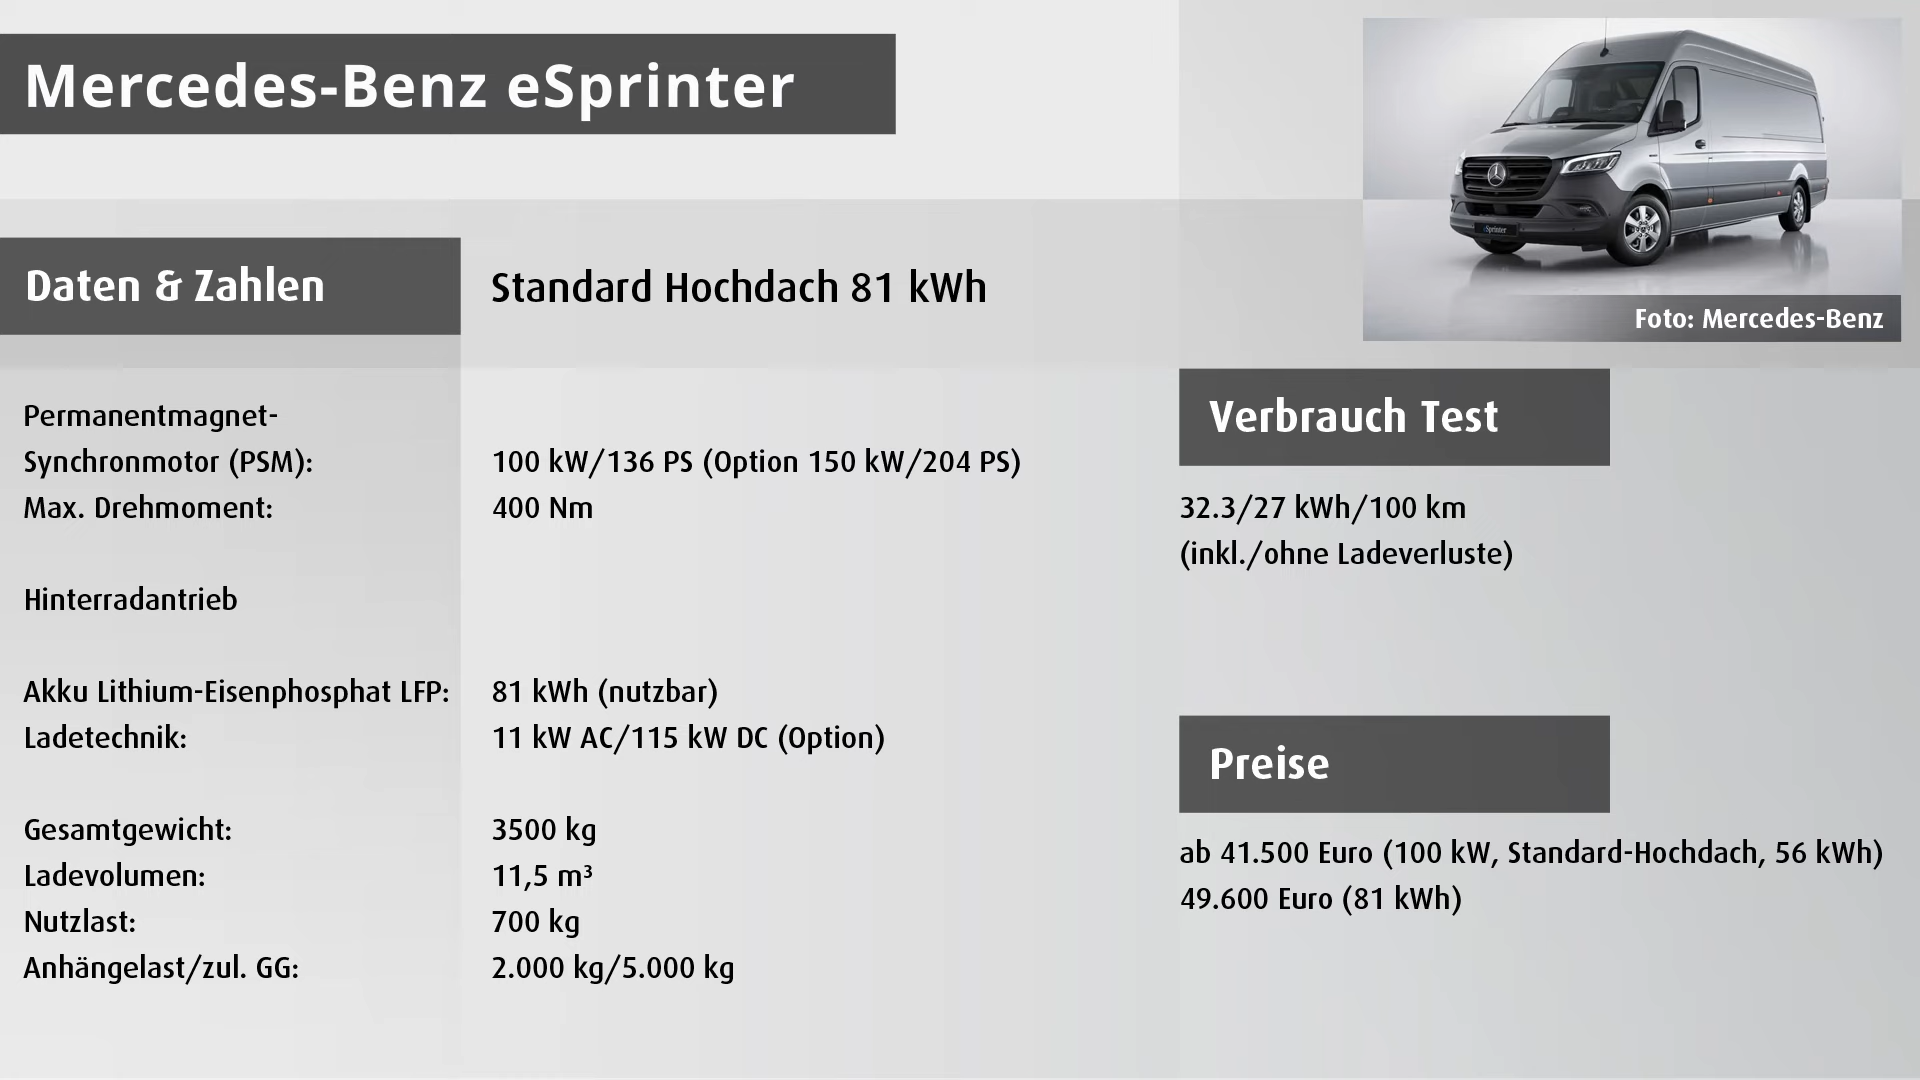 Mercedes-Benz eSprinter
eSprinter
Foto: Mercedes-Benz
Daten & Zahlen
Standard Hochdach 81 kWh
Permanentmagnet-
Synchronmotor (PSM): 100 kW/136 PS (Option 150 kW/204 PS)
Max. Drehmoment: 400 Nm
Hinterradantrieb
Akku Lithium-Eisenphosphat LFP: 81 kWh (nutzbar)
Ladetechnik: 11 kW AC/115 kW DC (Option)
Gesamtgewicht: 3500 kg
Ladevolumen: 11,5 m³
Nutzlast: 700 kg
Anhängelast/zul. GG: 2.000 kg/5.000 kg
Verbrauch Test
32.3/27 kWh/100 km
(inkl./ohne Ladeverluste)
Preise
ab 41.500 Euro (100 kW, Standard-Hochdach, 56 kWh)
49.600 Euro (81 kWh)